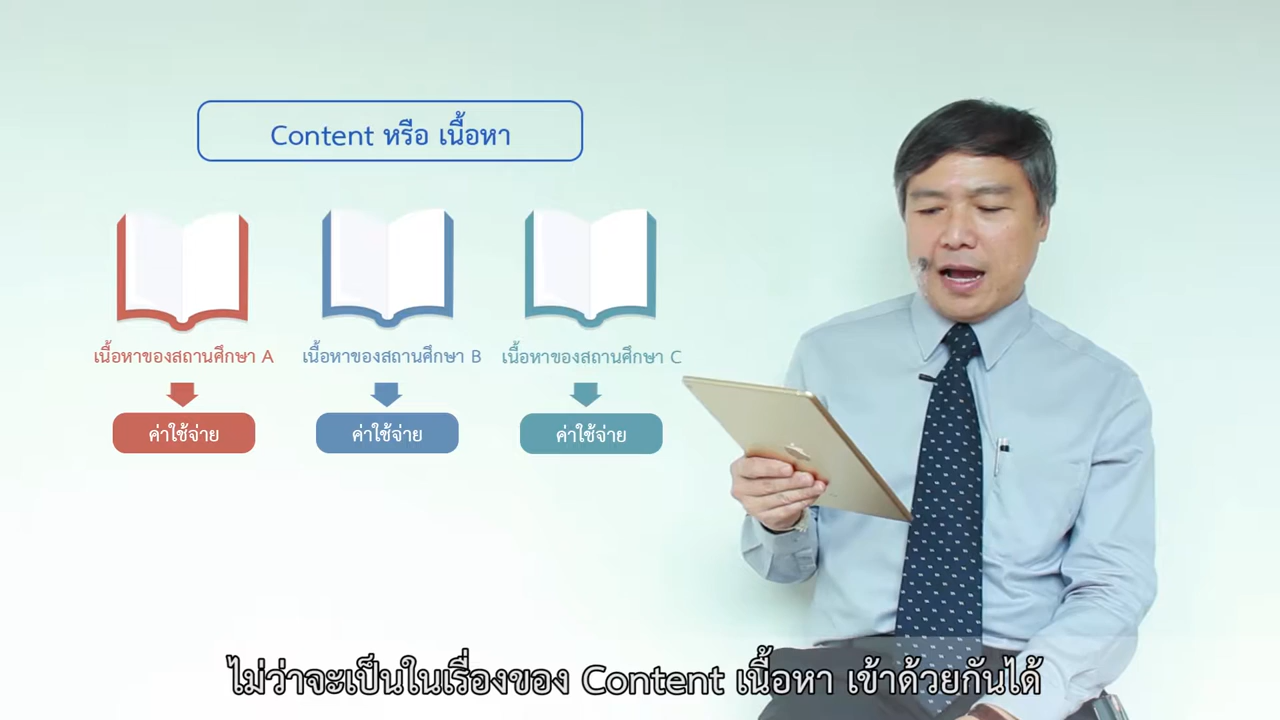 Content หรือ เนื้อหา
เนื้อหาของสถานศึกษา A
เนื้อหาของสถานศึกษา B
เนื้อหาของสถานศึกษา C
ค่าใช้จ่าย
ค่าใช้จ่าย
ค่าใช้จ่าย
ไม่ว่าจะเป็นในเรื่องของ Content เนื้อหา เข้าด้วยกันได้